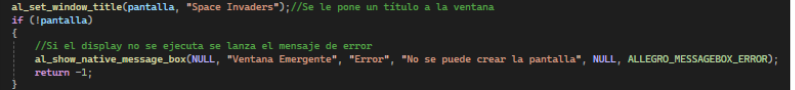 al_set_window_title(pantalla, "Space Invaders");//Se le pone un titulo a la ventana
if (!pantalla)
{
//Si el display no se ejecuta se lanza el mensaje de error
al_show_native_message_box(NULL, "Ventana Emergente", "Error", "No se puede crear la pantalla", NULL, ALLEGRO_MESSAGEBOX_ERROR);
return -1;
}